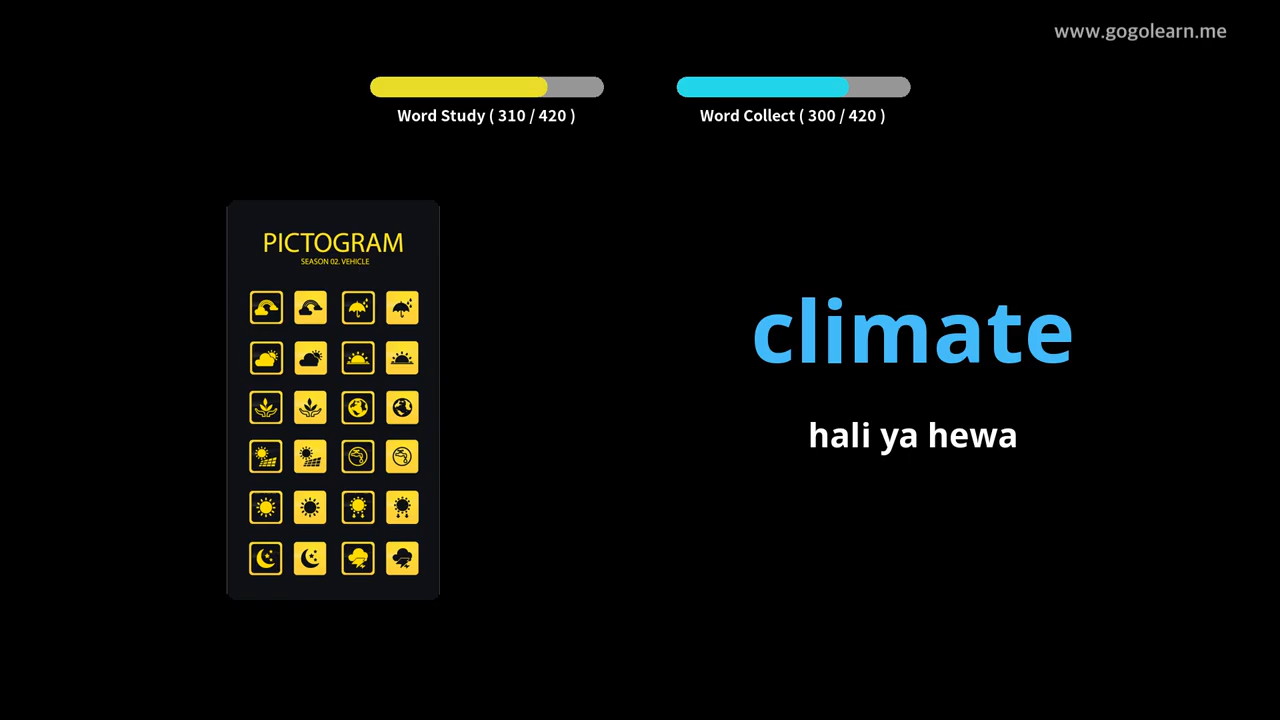 www.gogolearn.me
Word Study ( 310 / 420 )
Word Collect ( 300 / 420 )
PICTOGRAM
SEASON 02. VEHICLE
climate
hali ya hewa